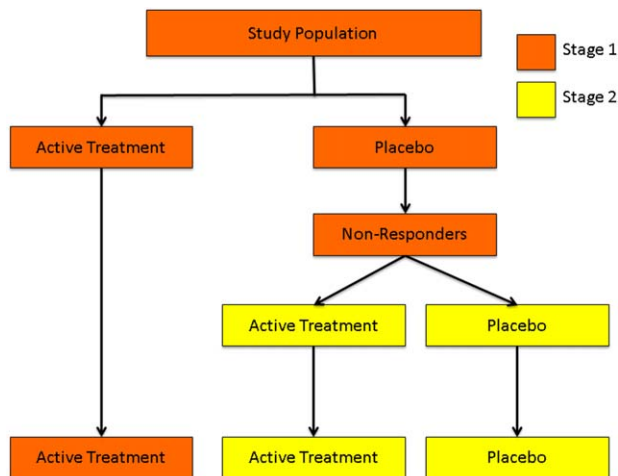 Study Population
Stage 1
Stage 2
Active Treatment
Placebo
Non-Responders
Active Treatment
Placebo
Active Treatment
Active Treatment
Placebo